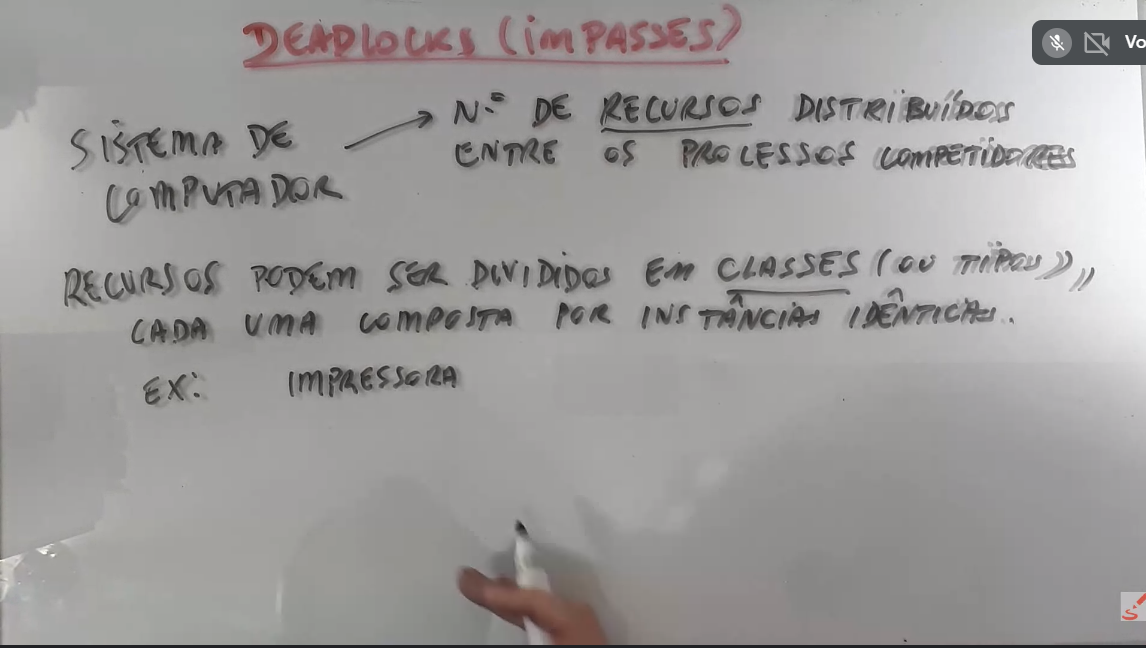 DEADLOCKS (IMPASSES)
Vo
SISTEMA DE → N.º DE RECURSOS DISTRIBUÍDOS
COMPUTADOR ENTRE OS PROCESSOS COMPETIDORES
RECURSOS PODEM SER DIVIDIDOS EM CLASSES (OU TIPOS),
CADA UMA COMPOSTA POR INSTÂNCIAS IDÊNTICAS.
EX: IMPRESSORA